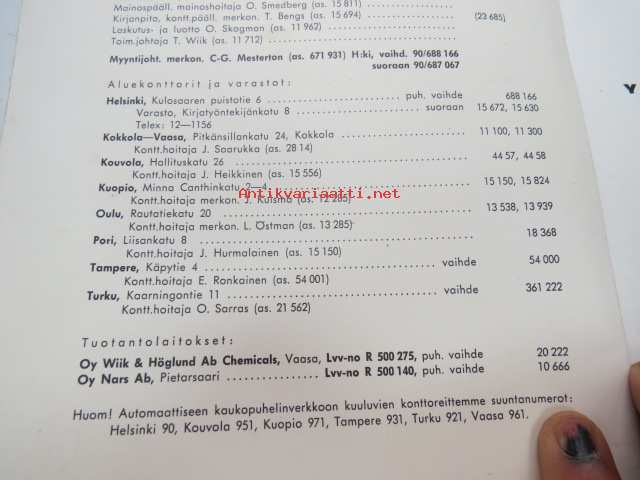 Mainospääll. mainoshoitaja O. Smedberg (as. 15 811)
Kirjanpito, kontt.pääll. merkon. T. Bengs (as. 15 694) (23 685)
Laskutus- ja luotto O. Skogman (as. 11 962)
Toim.johtaja T. Wiik (as. 11 712)
Myyntijoht. merkon. C-G. Mesterton (as. 671 931) H:ki, vaihd. 90/688 166
suoraan 90/687 067
Aluekonttorit ja varastot:
Helsinki, Kulosaaren puistotie 6 puh. vaihde 688 166
Varasto, Kirjatyöntekijänkatu 8 suoraan 15 672, 15 630
Telex: 12—1156
Kokkola—Vaasa, Pitkänsillankatu 24, Kokkola 11 100, 11 300
Kontt.hoitaja J. Saarukka (as. 28 14)
Kouvola, Hallituskatu 26 44 57, 44 58
Kontt.hoitaja J. Heikkinen (as. 15 556)
Kuopio, Minna Canthinkatu 2—4 15 150, 15 824
Antikvariaatti.net
Kontt.hoitaja merkon. J. Kuisma (as. 12 285)
Oulu, Rautatiekatu 20 13 538, 13 939
Kontt.hoitaja merkon. L. Östman (as. 13 285)
Pori, Liisankatu 8 18 368
Kontt.hoitaja J. Hurmalainen (as. 15 150)
Tampere, Käpytie 4 vaihde 54 000
Kontt.hoitaja E. Ronkainen (as. 54 001)
Turku, Kaarningontie 11 vaihde 361 222
Kontt.hoitaja O. Sarras (as. 21 562)
Tuotantolaitokset:
Oy Wiik & Höglund Ab Chemicals, Vaasa, Lvv-no R 500 275, puh. vaihde 20 222
Oy Nars Ab, Pietarsaari ............... Lvv-no R 500 140, puh. vaihde 10 666
Huom! Automaattiseen kaukopuhelinverkkoon kuuluvien konttoreittemme suuntanumerot:
Helsinki 90, Kouvola 951, Kuopio 971, Tampere 931, Turku 921, Vaasa 961.